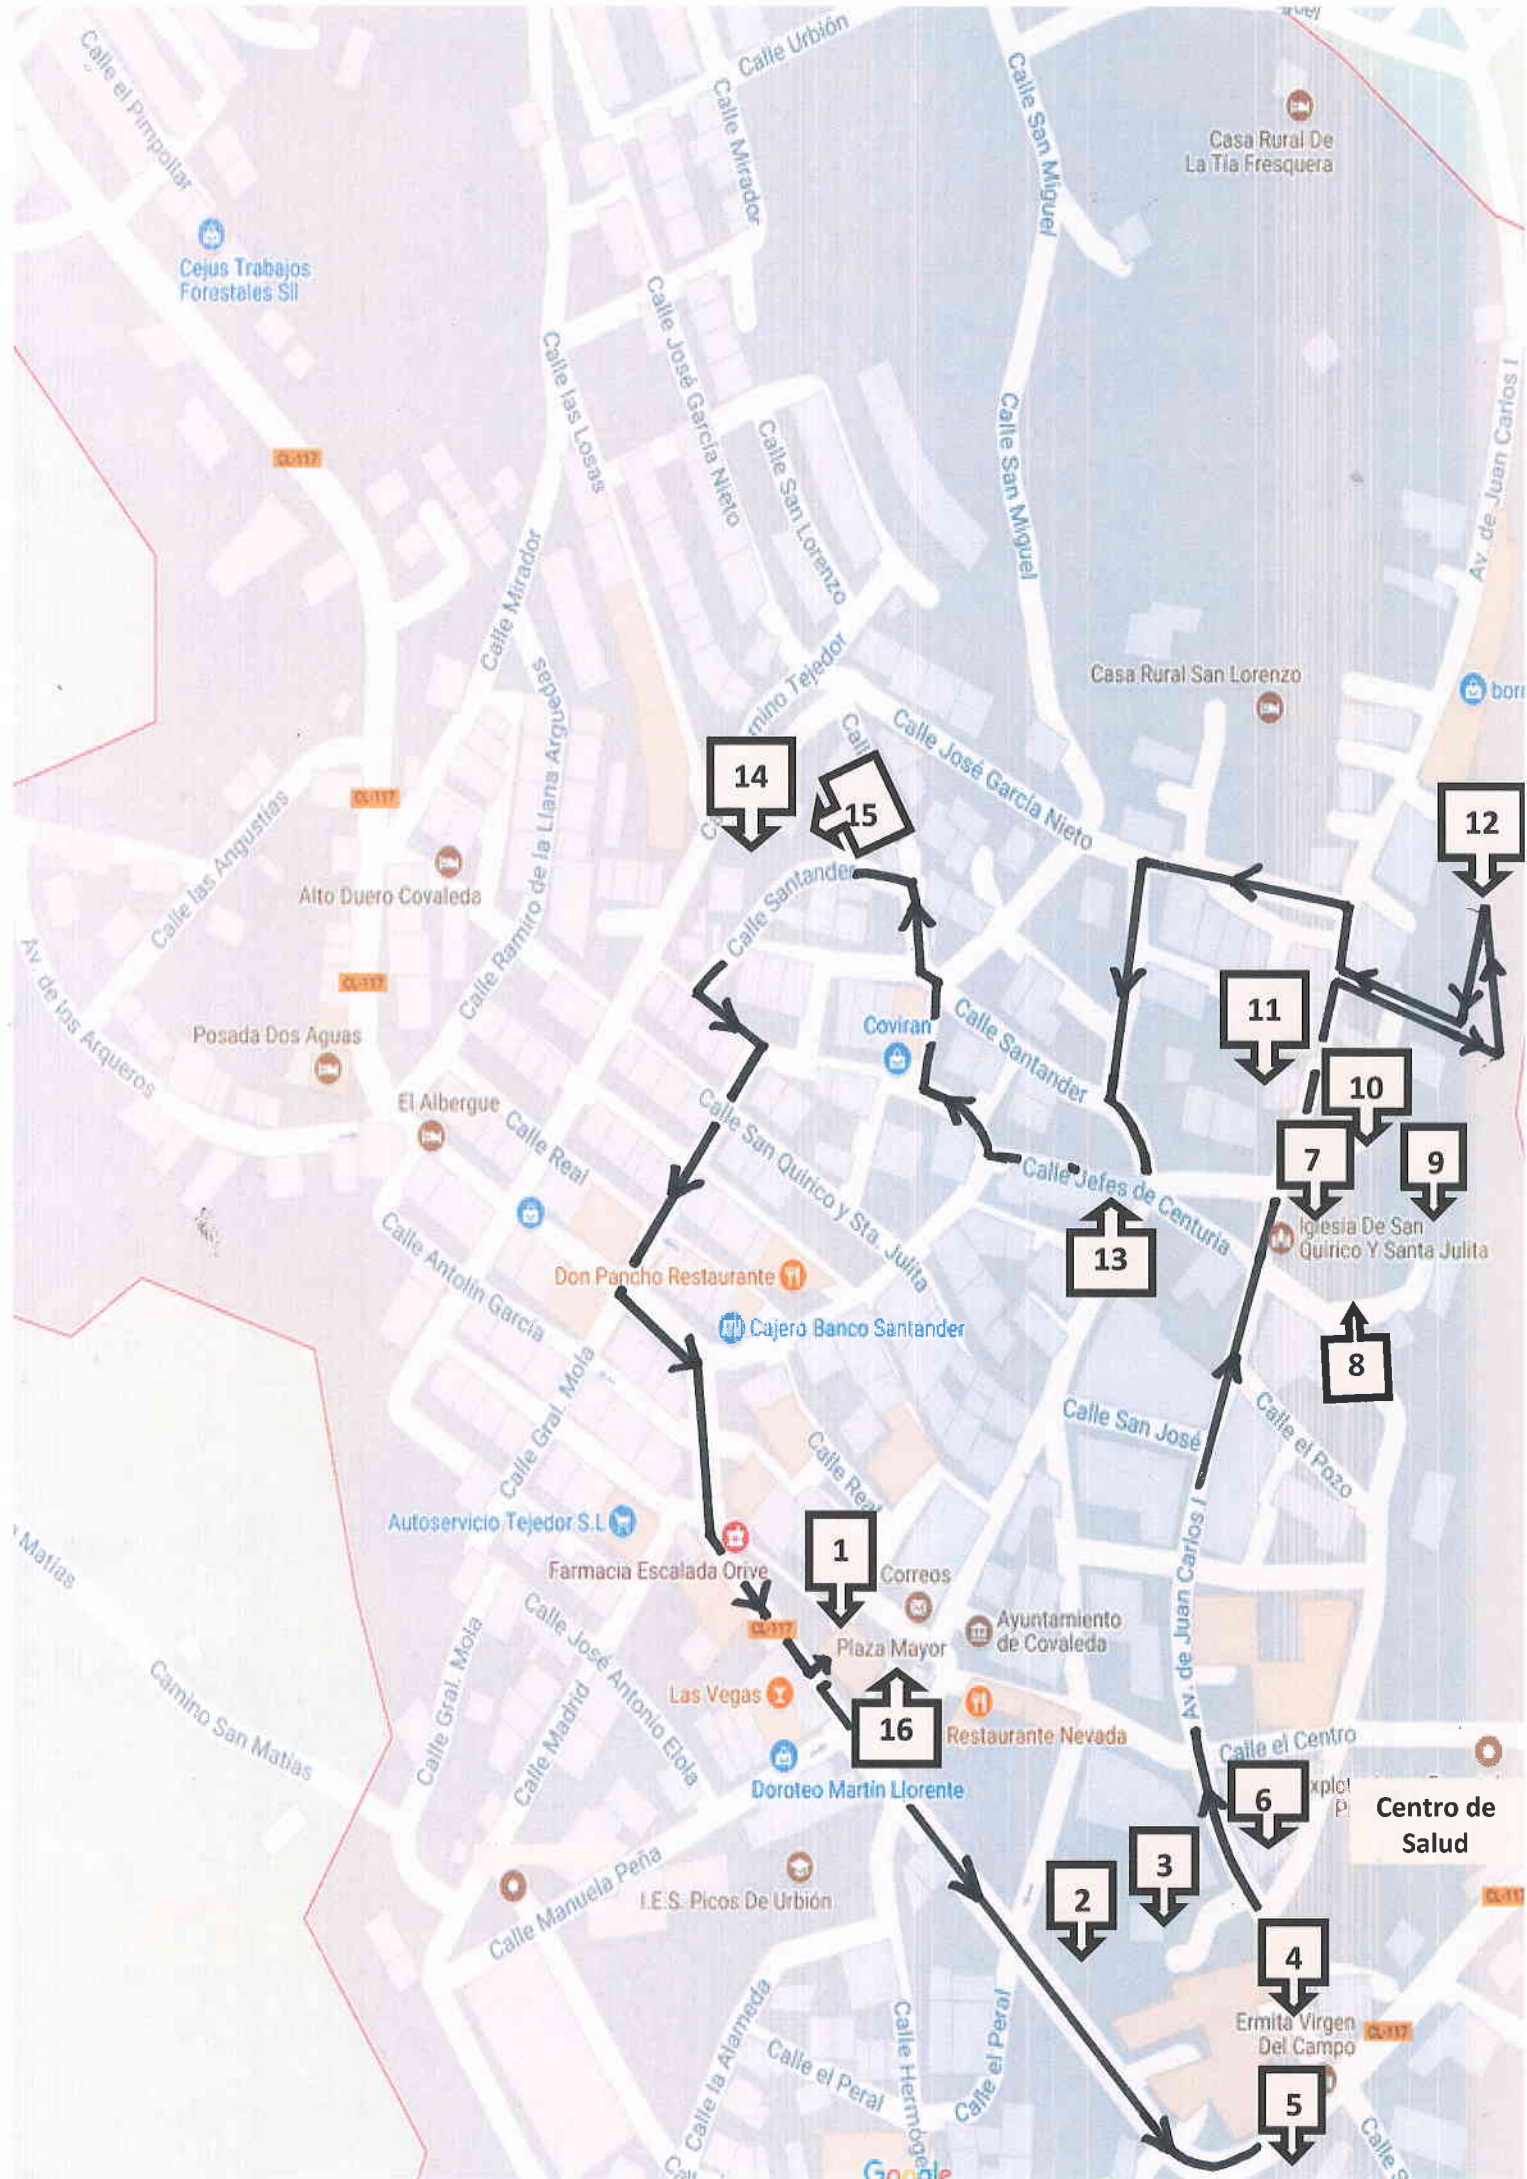 Calle Urbión
Calle el Pimpollar
Calle Mirador
Calle San Miguel
Casa Rural De
La Tía Fresquera
Cejus Trabajos
Forestales Sll
Calle José García Nieto
Calle las Losas
Av. de Juan Carlos I
Calle San Miguel
CL-117
Calle San Lorenzo
Calle Mirador
Casa Rural San Lorenzo
Calle Ramiro de la Llana Arguedas
Calle José García Nieto
14
15
12
CL-117
Calle las Angustias
Alto Duero Covaleda
Calle Santander
CL-117
Av. de los Arqueros
Posada Dos Aguas
Coviran
Calle Santander
11
10
El Albergue
Calle Real
Calle San Quirico y Sta. Julita
Calle Jefes de Centuria
7
9
Iglesia De San
Quirico Y Santa Julita
13
Calle Antolín García
Don Pancho Restaurante
Cajero Banco Santander
8
Calle Gral. Mola
Calle San José
Calle el Pozo
Calle Real
Autoservicio Tejedor S.L
Farmacia Escalada Orive
1
Correos
Av. de Juan Carlos I
Matías
Calle José Antonio Elola
CL-117
Plaza Mayor
Ayuntamiento
de Covaleda
Camino San Matías
Calle Gral. Mola
Calle Madrid
Las Vegas
16
Restaurante Nevada
Calle el Centro
Doroteo Martín Llorente
6
Centro de
Salud
Calle Manuela Peña
I.E.S. Picos De Urbión
3
2
CL-117
4
Ermita Virgen
Del Campo
CL-117
Calle la Alameda
Calle el Peral
Calle Hermóge
Calle el Peral
5
Calle
Google